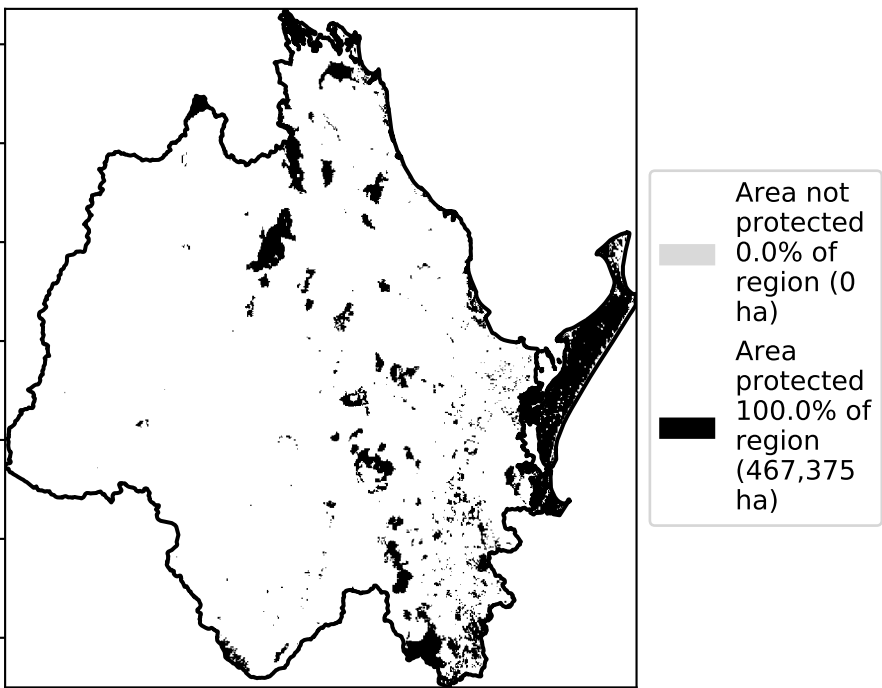 Area not
protected
0.0% of
region (0
ha)
Area
protected
100.0% of
region
(467,375
ha)